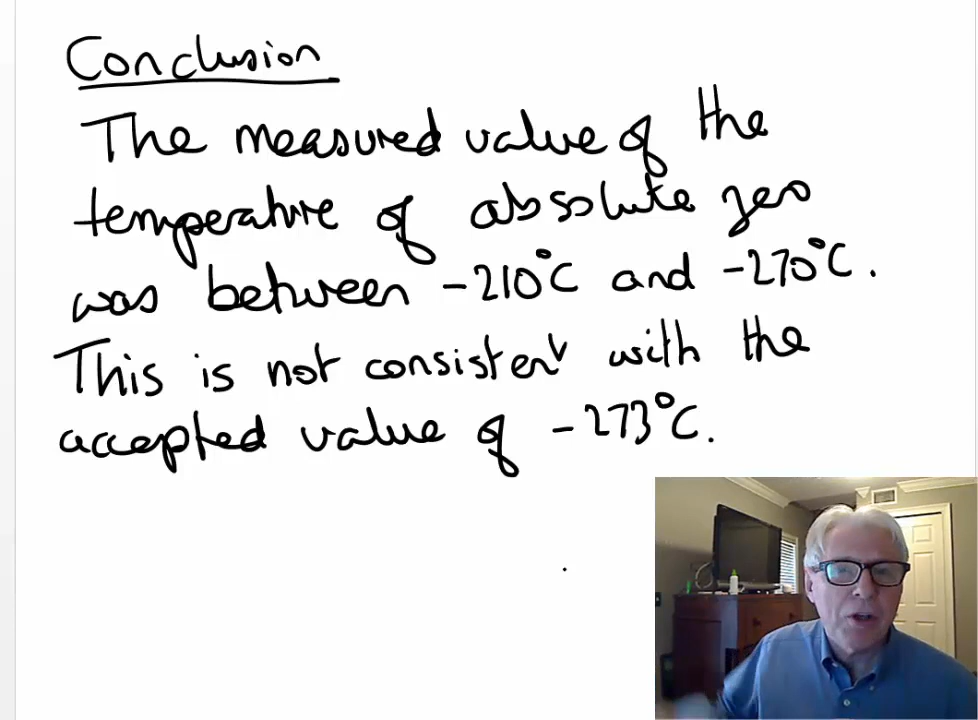 Conclusion
The measured value of the
temperature of absolute zero
was between -210°C and -270°C.
This is not consistent with the
accepted value of -273°C.